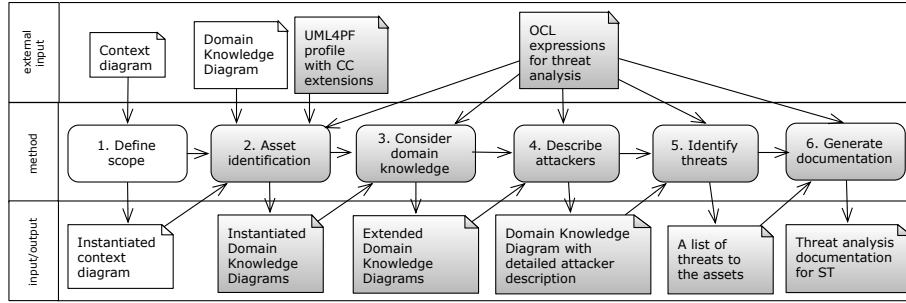 external
input
Context
diagram
Domain
Knowledge
Diagram
UML4PF
profile
with CC
extensions
OCL
expressions
for threat
analysis
method
1. Define
scope
2. Asset
identification
3. Consider
domain
knowledge
4. Describe
attackers
5. Identify
threats
6. Generate
documentation
input/output
Instantiated
context
diagram
Instantiated
Domain
Knowledge
Diagrams
Extended
Domain
Knowledge
Diagrams
Domain Knowledge
Diagram with
detailed attacker
description
A list of
threats to
the assets
Threat analysis
documentation
for ST